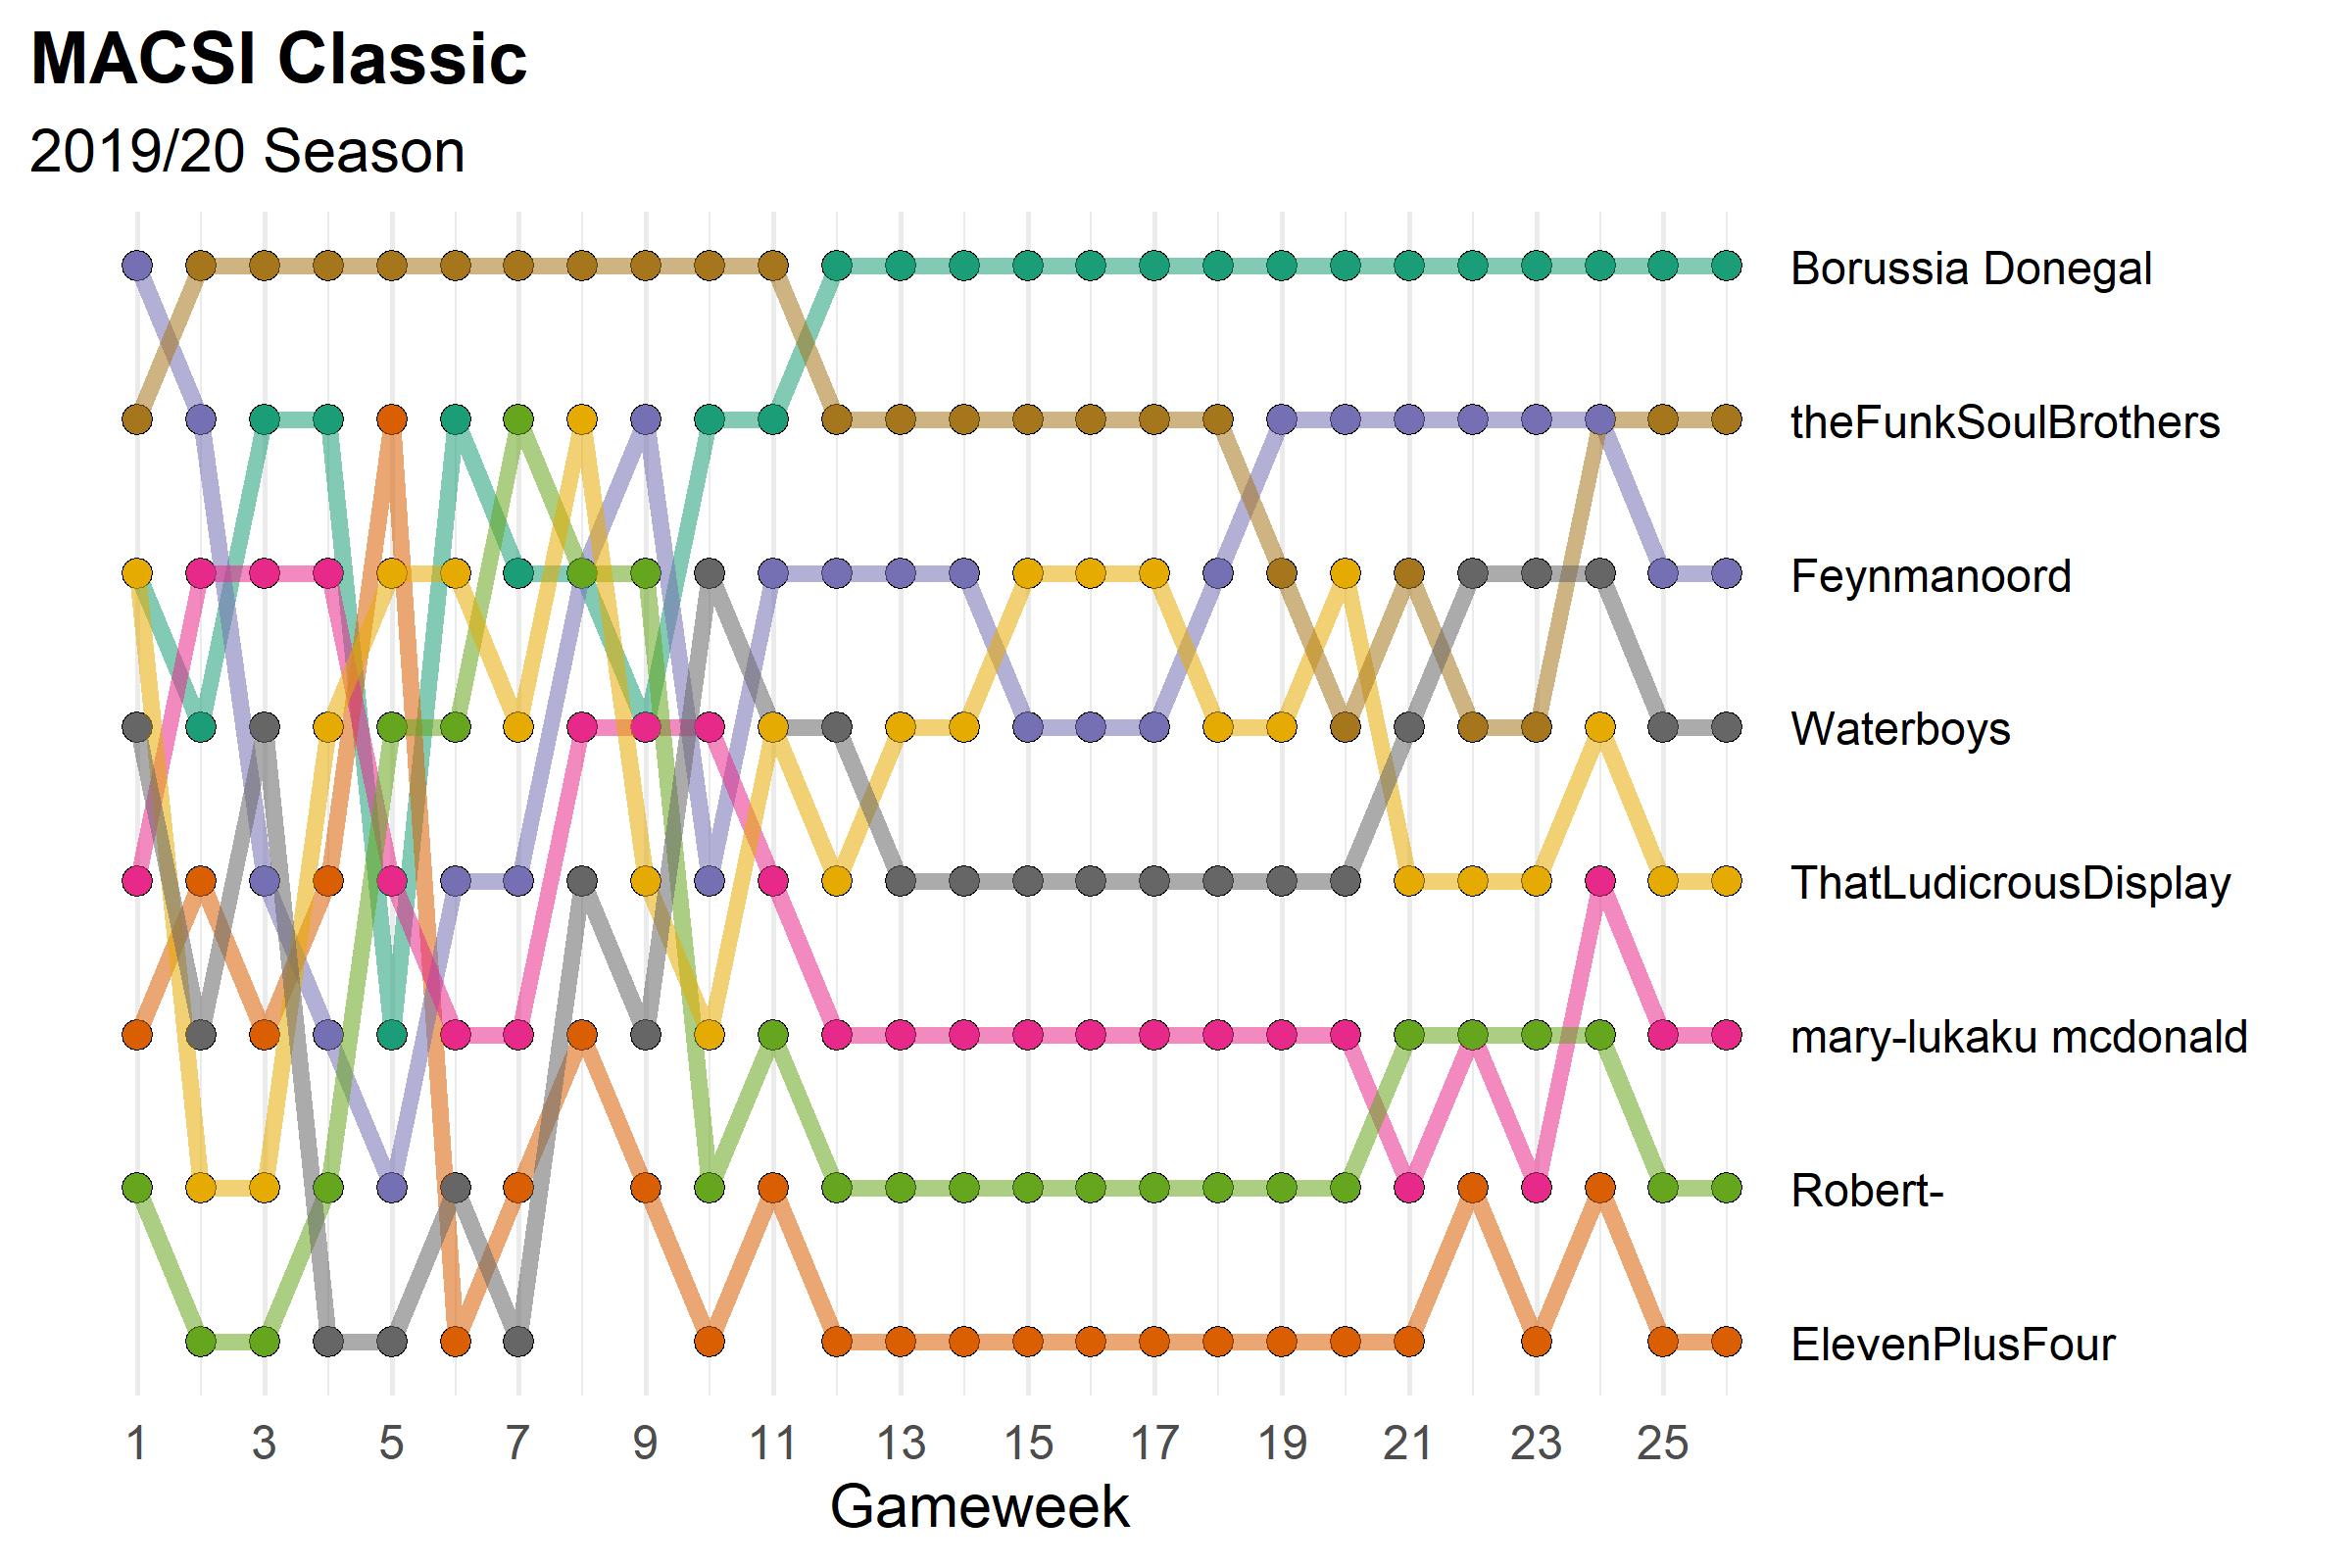 MACSI Classic
2019/20 Season
Borussia Donegal
theFunkSoulBrothers
Feynmanoord
Waterboys
ThatLudicrousDisplay
mary-lukaku mcdonald
Robert-
ElevenPlusFour
1 3 5 7 9 11 13 15 17 19 21 23 25
Gameweek